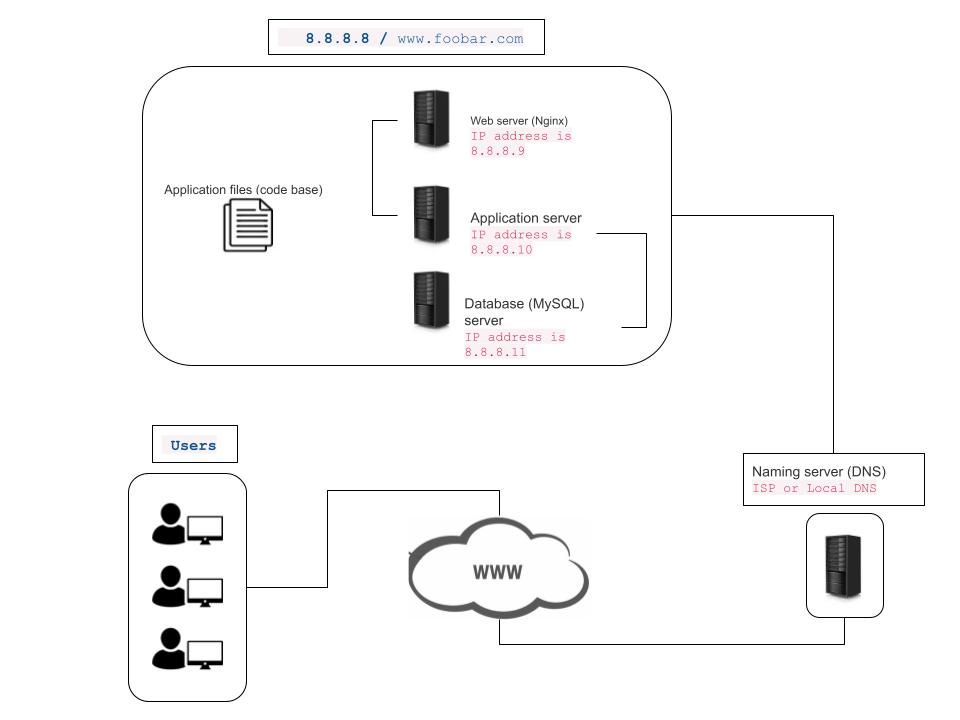 8.8.8.8 / www.foobar.com
Web server (Nginx)
IP address is
8.8.8.9
Application files (code base)
Application server
IP address is
8.8.8.10
Database (MySQL)
server
IP address is
8.8.8.11
Users
Naming server (DNS)
ISP or Local DNS
WWW